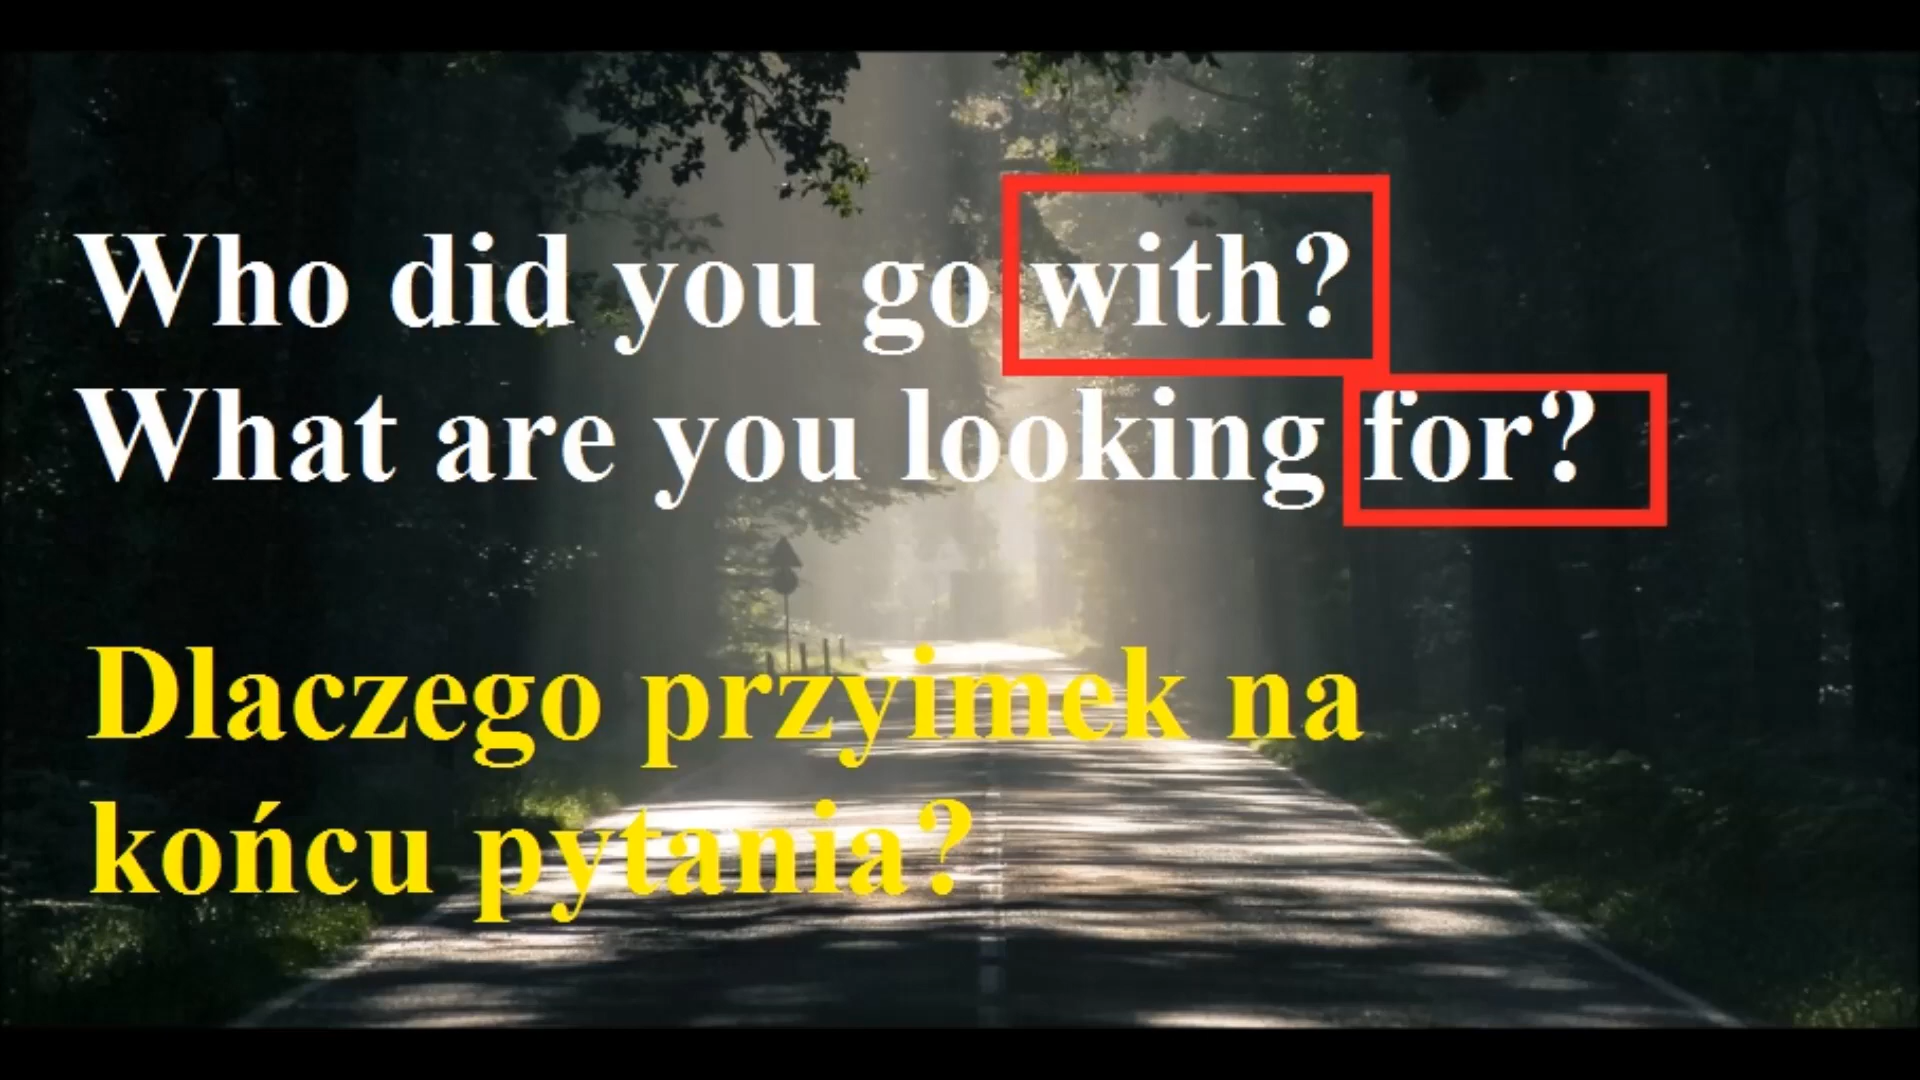 Who did you go with?
What are you looking for?
Dlaczego przyimek na
końcu pytania?